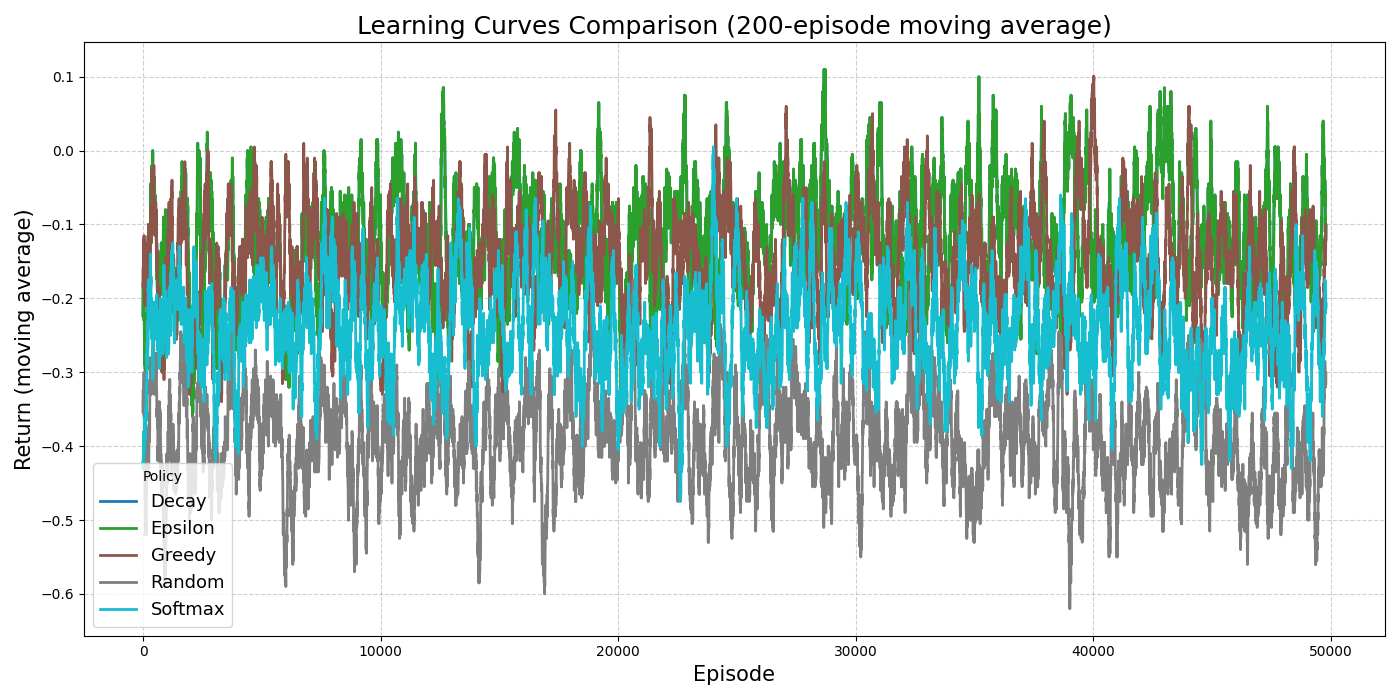 Learning Curves Comparison (200-episode moving average)
Return (moving average)
0.1
0.0
−0.1
−0.2
−0.3
−0.4
−0.5
−0.6
Policy
Decay
Epsilon
Greedy
Random
Softmax
0 10000 20000 30000 40000 50000
Episode